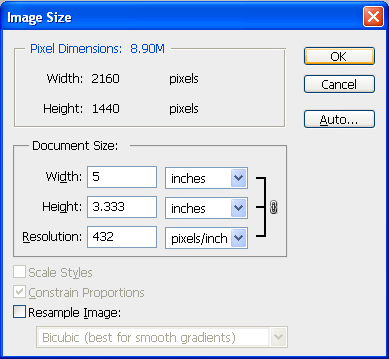 Image Size
Pixel Dimensions: 8.90M
Width: 2160 pixels
Height: 1440 pixels
OK
Cancel
Auto...
Document Size:
Width: 5 inches
Height: 3.333 inches
Resolution: 432 pixels/inch
Scale Styles
Constrain Proportions
Resample Image:
Bicubic (best for smooth gradients)